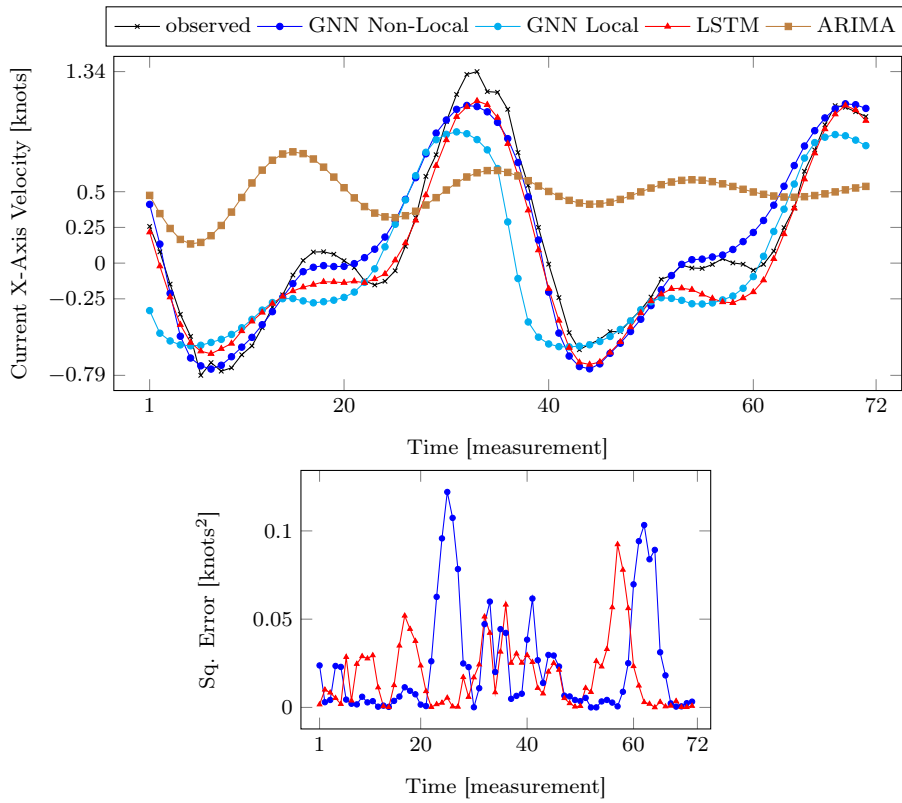 observed GNN Non-Local GNN Local LSTM ARIMA
1.34
0.5
0.25
0
−0.25
−0.79
Current X-Axis Velocity [knots]
1 20 40 60 72
Time [measurement]
0.1
0.05
0
Sq. Error [knots²]
1 20 40 60 72
Time [measurement]